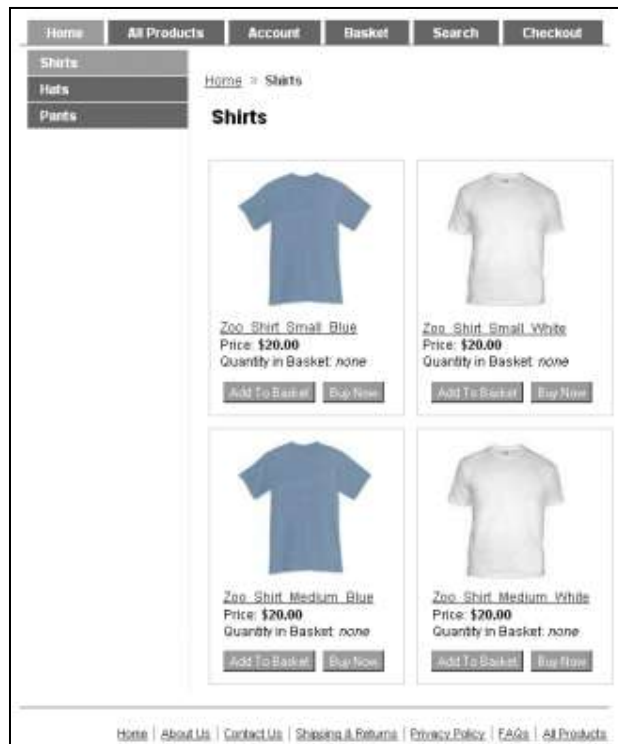 Home All Products Account Basket Search Checkout
Shirts
Hats
Pants
Home » Shirts
Shirts
Zoo Shirt Small Blue
Price: $20.00
Quantity in Basket: none
Add To Basket Buy Now
Zoo Shirt Small White
Price: $20.00
Quantity in Basket: none
Add To Basket Buy Now
Zoo Shirt Medium Blue
Price: $20.00
Quantity in Basket: none
Add To Basket Buy Now
Zoo Shirt Medium White
Price: $20.00
Quantity in Basket: none
Add To Basket Buy Now
Home | About Us | Contact Us | Shipping & Returns | Privacy Policy | FAQs | All Products